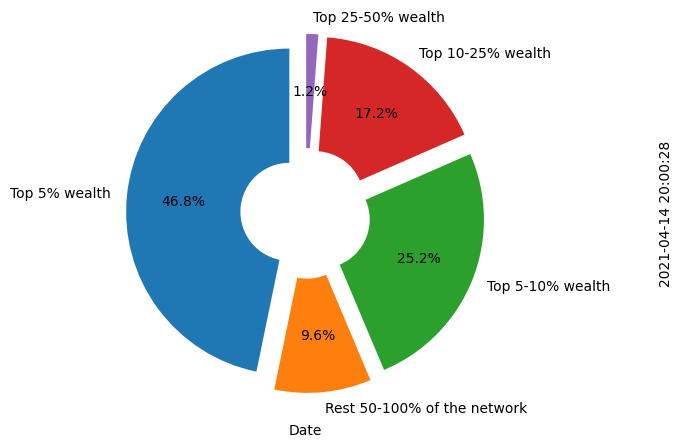 Top 25-50% wealth
Top 10-25% wealth
1.2%
17.2%
Top 5% wealth
46.8%
25.2%
Top 5-10% wealth
9.6%
Rest 50-100% of the network
Date
2021-04-14 20:00:28